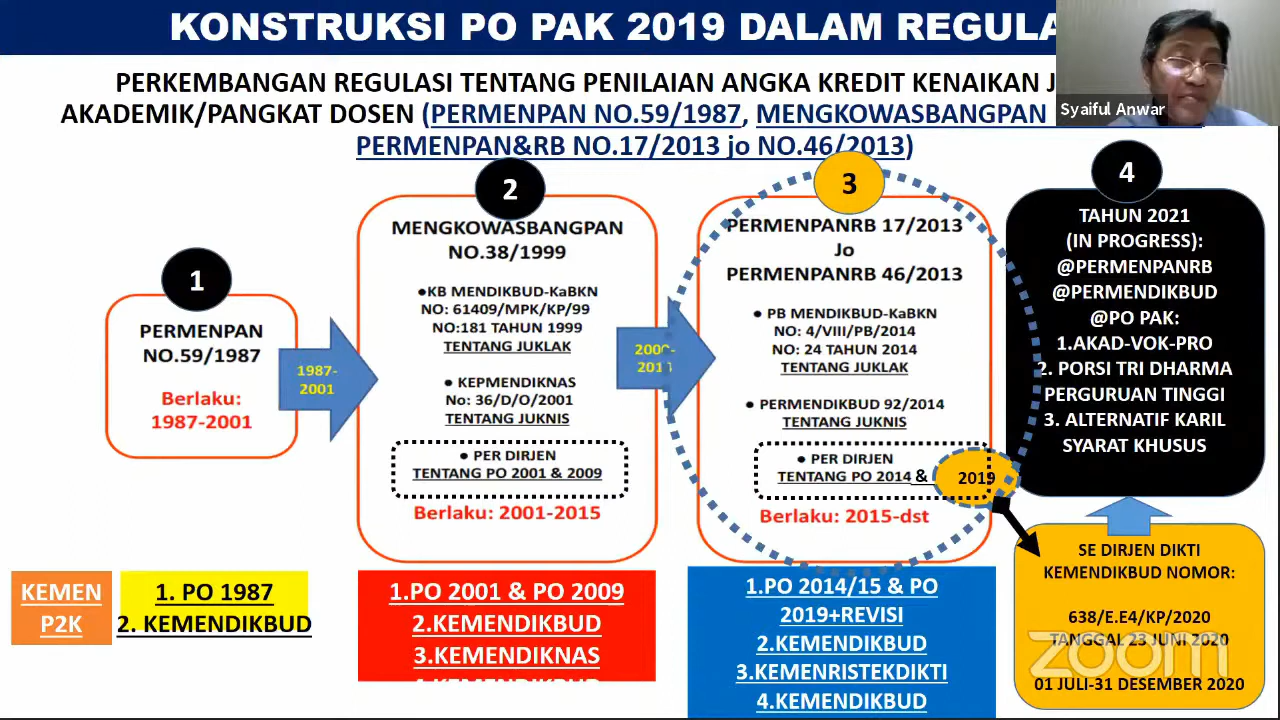 KONSTRUKSI PO PAK 2019 DALAM
Syaiful Anwar
PERKEMBANGAN REGULASI TENTANG PENILAIAN ANGKA KREDIT KENAIKAN
AKADEMIK/PANGKAT DOSEN (PERMENPAN NO.59/1987, MENGKOWASBANGPAN
PERMENPAN&RB NO.17/2013 jo NO.46/2013)
1
PERMENPAN
NO.59/1987
Berlaku:
1987-2001
1987-
2001
2
MENGKOWASBANGPAN
NO.38/1999
●KB MENDIKBUD-KaBKN
NO: 61409/MPK/KP/99
NO:181 TAHUN 1999
TENTANG JUKLAK
● KEPMENDIKNAS
No: 36/D/O/2001
TENTANG JUKNIS
● PER DIRJEN
TENTANG PO 2001 & 2009
Berlaku: 2001-2015
3
PERMENPANRB 17/2013
Jo
PERMENPANRB 46/2013
● PB MENDIKBUD-KaBKN
NO: 4/VIII/PB/2014
NO: 24 TAHUN 2014
TENTANG JUKLAK
● PERMENDIKBUD 92/2014
TENTANG JUKNIS
● PER DIRJEN
TENTANG PO 2014 &
2019
Berlaku: 2015-dst
4
TAHUN 2021
(IN PROGRESS):
@PERMENPANRB
@PERMENDIKBUD
@PO PAK:
1.AKAD-VOK-PRO
2. PORSI TRI DHARMA
PERGURUAN TINGGI
3. ALTERNATIF KARIL
SYARAT KHUSUS
SE DIRJEN DIKTI
KEMENDIKBUD NOMOR:
638/E.E4/KP/2020
TANGGAL 23 JUNI 2020
01 JULI-31 DESEMBER 2020
zoom
KEMEN
P2K
1. PO 1987
2. KEMENDIKBUD
1.PO 2001 & PO 2009
2.KEMENDIKBUD
3.KEMENDIKNAS
1.PO 2014/15 & PO
2019+REVISI
2.KEMENDIKBUD
3.KEMENRISTEKDIKTI
4.KEMENDIKBUD